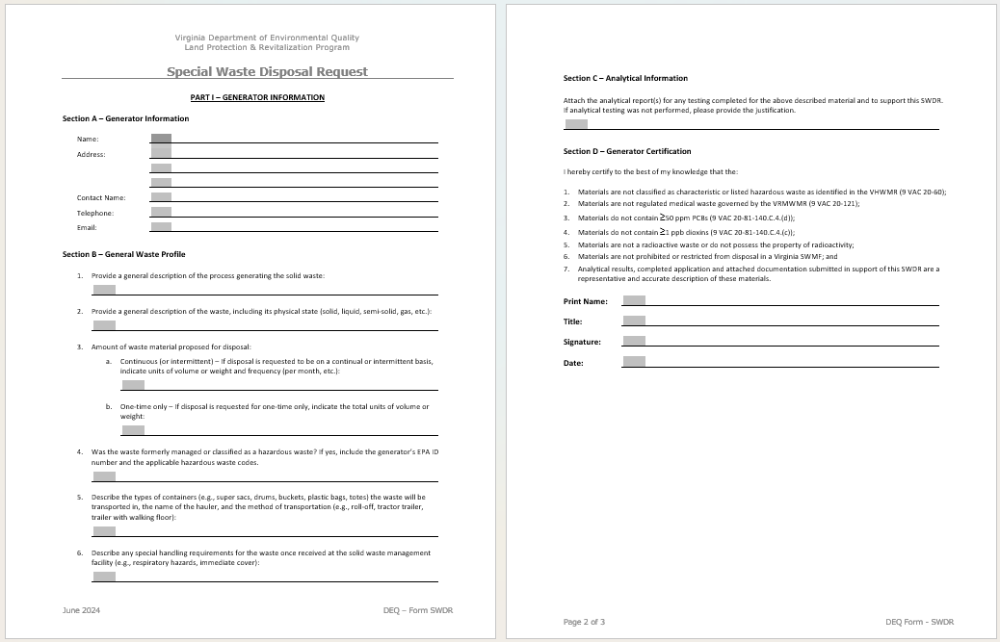 Virginia Department of Environmental Quality
Land Protection & Revitalization Program
Special Waste Disposal Request
PART I – GENERATOR INFORMATION
Section A – Generator Information
Name:
Address:
Contact Name:
Telephone:
Email:
Section B – General Waste Profile
1. Provide a general description of the process generating the solid waste:
2. Provide a general description of the waste, including its physical state (solid, liquid, semi-solid, gas, etc.):
3. Amount of waste material proposed for disposal:
a. Continuous (or intermittent) – If disposal is requested to be on a continual or intermittent basis,
indicate units of volume or weight and frequency (per month, etc.):
b. One-time only – If disposal is requested for one-time only, indicate the total units of volume or
weight:
4. Was the waste formerly managed or classified as a hazardous waste? If yes, include the generator's EPA ID
number and the applicable hazardous waste codes.
5. Describe the types of containers (e.g., super sacs, drums, buckets, plastic bags, totes) the waste will be
transported in, the name of the hauler, and the method of transportation (e.g., roll-off, tractor trailer,
trailer with walking floor):
6. Describe any special handling requirements for the waste once received at the solid waste management
facility (e.g., respiratory hazards, immediate cover):
June 2024 DEQ – Form SWDR
Section C – Analytical Information
Attach the analytical report(s) for any testing completed for the above described material and to support this SWDR.
If analytical testing was not performed, please provide the justification.
Section D – Generator Certification
I hereby certify to the best of my knowledge that the:
1. Materials are not classified as characteristic or listed hazardous waste as identified in the VHWMR (9 VAC 20-60);
2. Materials are not regulated medical waste governed by the VRMWMR (9 VAC 20-121);
3. Materials do not contain ≥50 ppm PCBs (9 VAC 20-81-140.C.4.(d));
4. Materials do not contain ≥1 ppb dioxins (9 VAC 20-81-140.C.4.(c));
5. Materials are not a radioactive waste or do not possess the property of radioactivity;
6. Materials are not prohibited or restricted from disposal in a Virginia SWMF; and
7. Analytical results, completed application and attached documentation submitted in support of this SWDR are a
representative and accurate description of these materials.
Print Name:
Title:
Signature:
Date:
Page 2 of 3 DEQ Form - SWDR